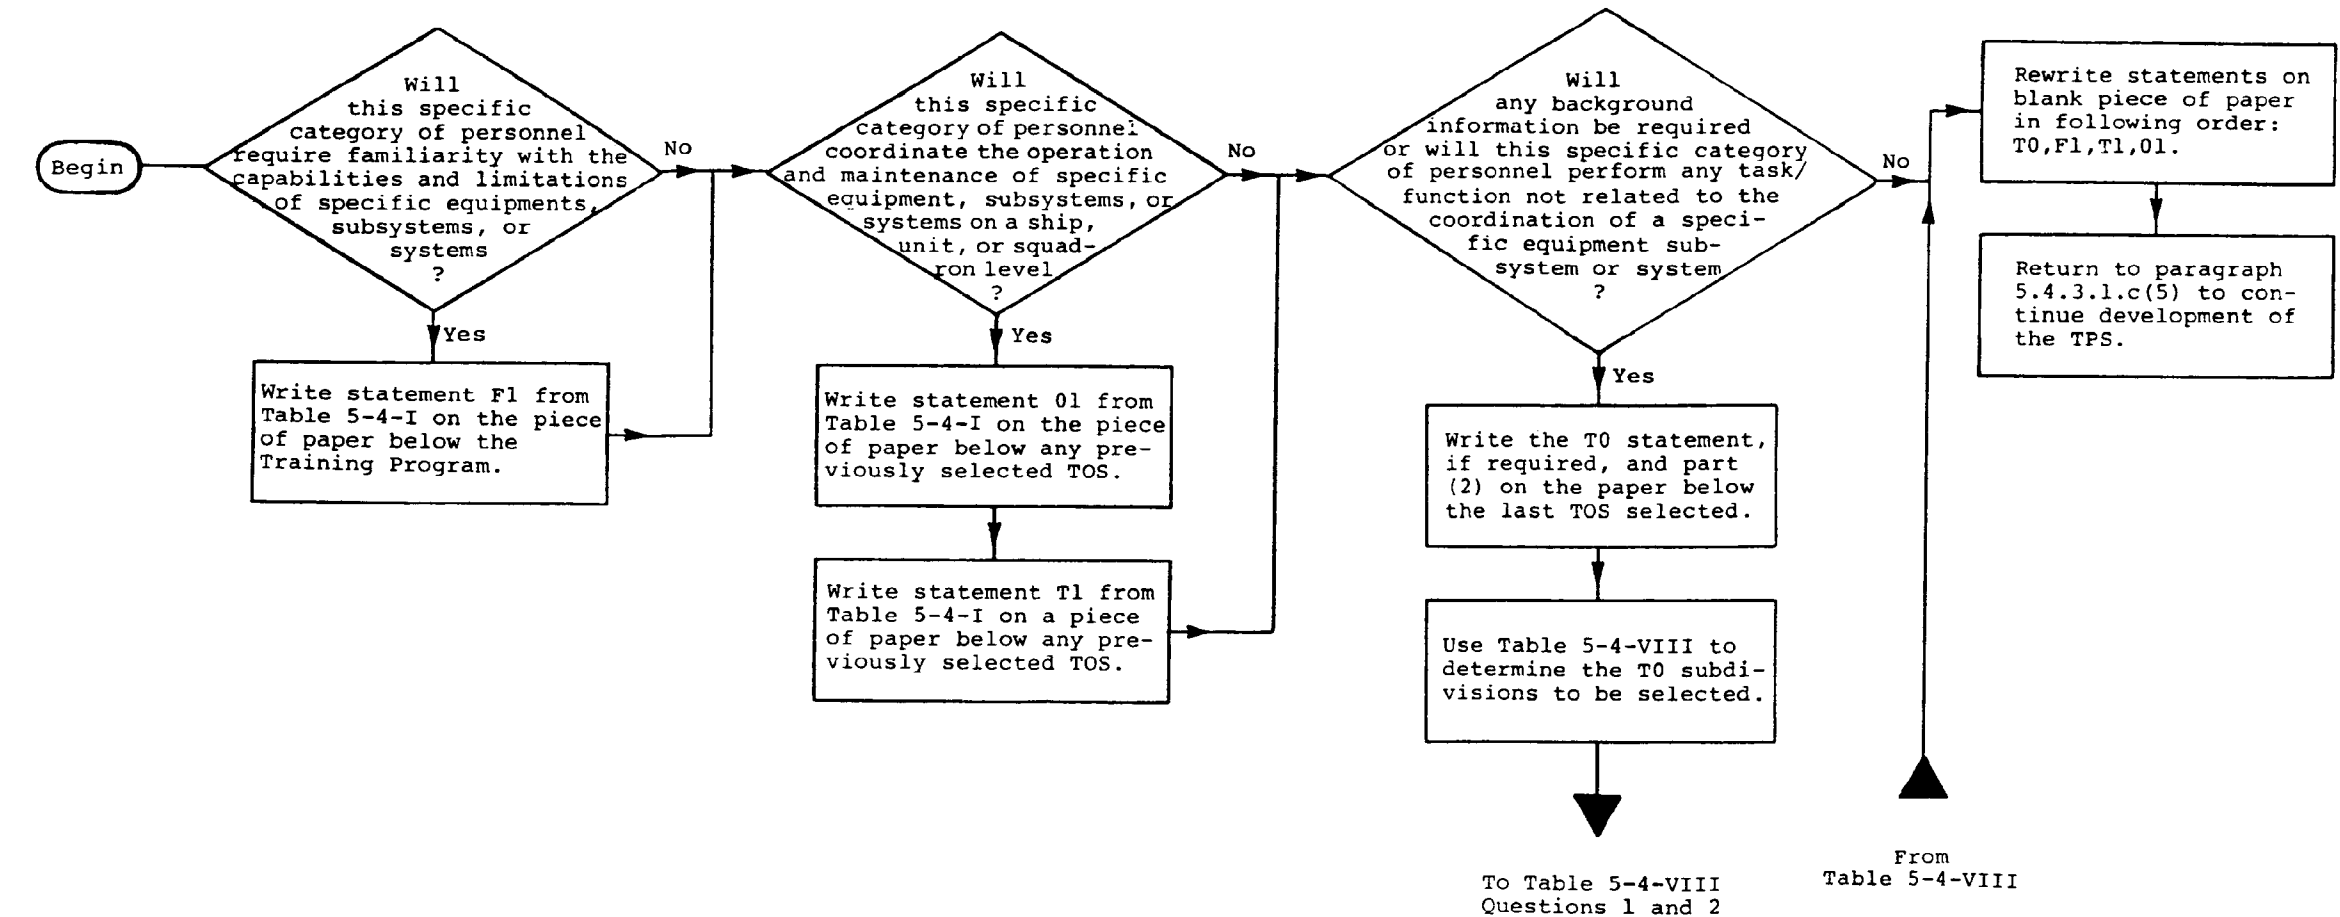 Begin
Will
this specific
category of personnel
require familiarity with the
capabilities and limitations
of specific equipments,
subsystems, or
systems
?
No
Yes
Write statement F1 from
Table 5-4-I on the piece
of paper below the
Training Program.
Will
this specific
category of personnel
coordinate the operation
and maintenance of specific
equipment, subsystems, or
systems on a ship,
unit, or squad-
ron level
?
No
Yes
Write statement O1 from
Table 5-4-I on the piece
of paper below any pre-
viously selected TOS.
Write statement T1 from
Table 5-4-I on a piece
of paper below any pre-
viously selected TOS.
Will
any background
information be required
or will this specific category
of personnel perform any task/
function not related to the
coordination of a speci-
fic equipment sub-
system or system
?
No
Yes
Write the T0 statement,
if required, and part
(2) on the paper below
the last TOS selected.
Use Table 5-4-VIII to
determine the T0 subdi-
visions to be selected.
To Table 5-4-VIII
Questions 1 and 2
From
Table 5-4-VIII
Rewrite statements on
blank piece of paper
in following order:
T0,F1,T1,O1.
Return to paragraph
5.4.3.1.c(5) to con-
tinue development of
the TPS.